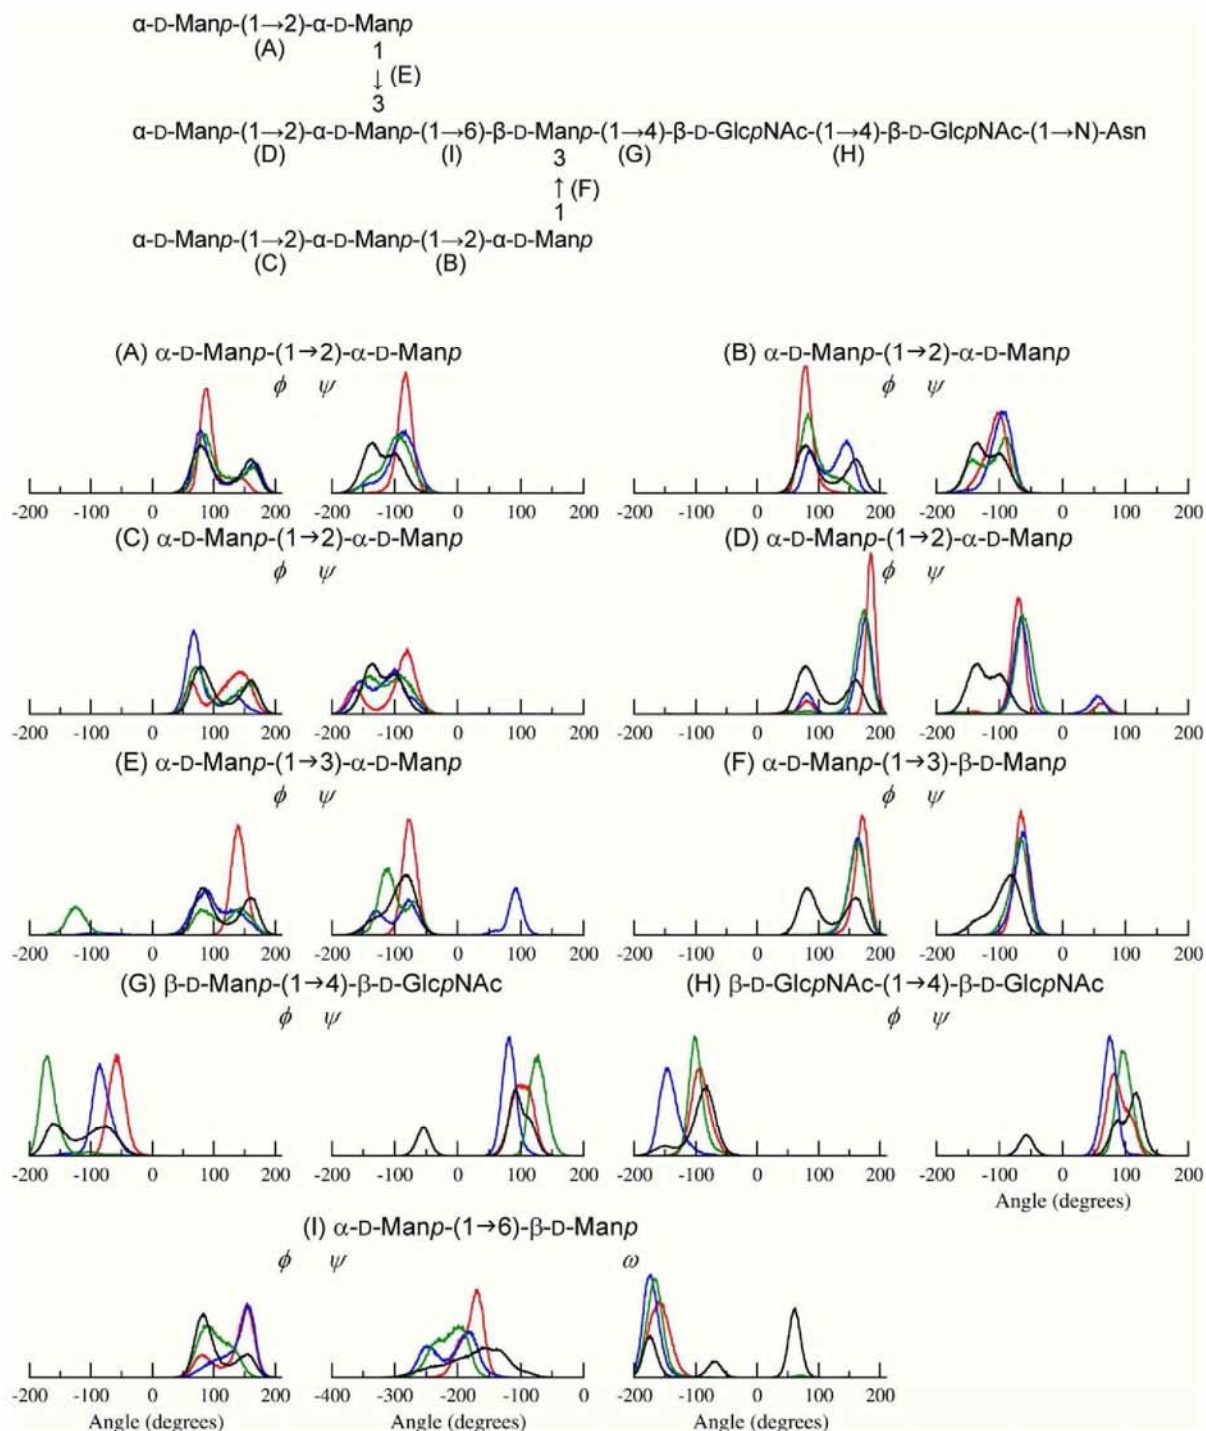 α-D-Manp-(1→2)-α-D-Manp
(A) 1
↓ (E)
3
α-D-Manp-(1→2)-α-D-Manp-(1→6)-β-D-Manp-(1→4)-β-D-GlcpNAc-(1→4)-β-D-GlcpNAc-(1→N)-Asn
(D) (I) 3 (G) (H)
↑ (F)
1
α-D-Manp-(1→2)-α-D-Manp-(1→2)-α-D-Manp
(C) (B)
(A) α-D-Manp-(1→2)-α-D-Manp (B) α-D-Manp-(1→2)-α-D-Manp
ϕ ψ ϕ ψ
-200 -100 0 100 200 -200 -100 0 100 200 -200 -100 0 100 200 -200 -100 0 100 200
(C) α-D-Manp-(1→2)-α-D-Manp (D) α-D-Manp-(1→2)-α-D-Manp
ϕ ψ ϕ ψ
-200 -100 0 100 200 -200 -100 0 100 200 -200 -100 0 100 200 -200 -100 0 100 200
(E) α-D-Manp-(1→3)-α-D-Manp (F) α-D-Manp-(1→3)-β-D-Manp
ϕ ψ ϕ ψ
-200 -100 0 100 200 -200 -100 0 100 200 -200 -100 0 100 200 -200 -100 0 100 200
(G) β-D-Manp-(1→4)-β-D-GlcpNAc (H) β-D-GlcpNAc-(1→4)-β-D-GlcpNAc
ϕ ψ ϕ ψ
-200 -100 0 100 200 -200 -100 0 100 200 -200 -100 0 100 200 -200 -100 0 100 200
Angle (degrees)
(I) α-D-Manp-(1→6)-β-D-Manp
ϕ ψ ω
-200 -100 0 100 200 -400 -300 -200 -100 0 -200 -100 0 100 200
Angle (degrees) Angle (degrees) Angle (degrees)